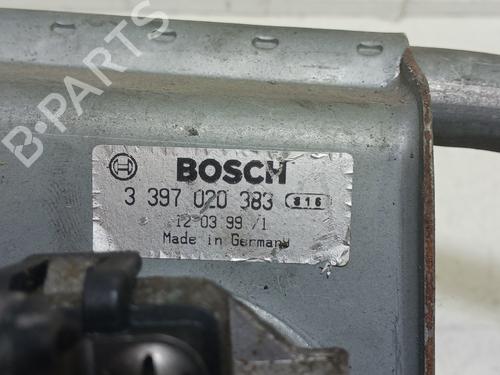 B-PARTS
BOSCH
3 397 020 383 816
12 03 99 /1
Made in Germany